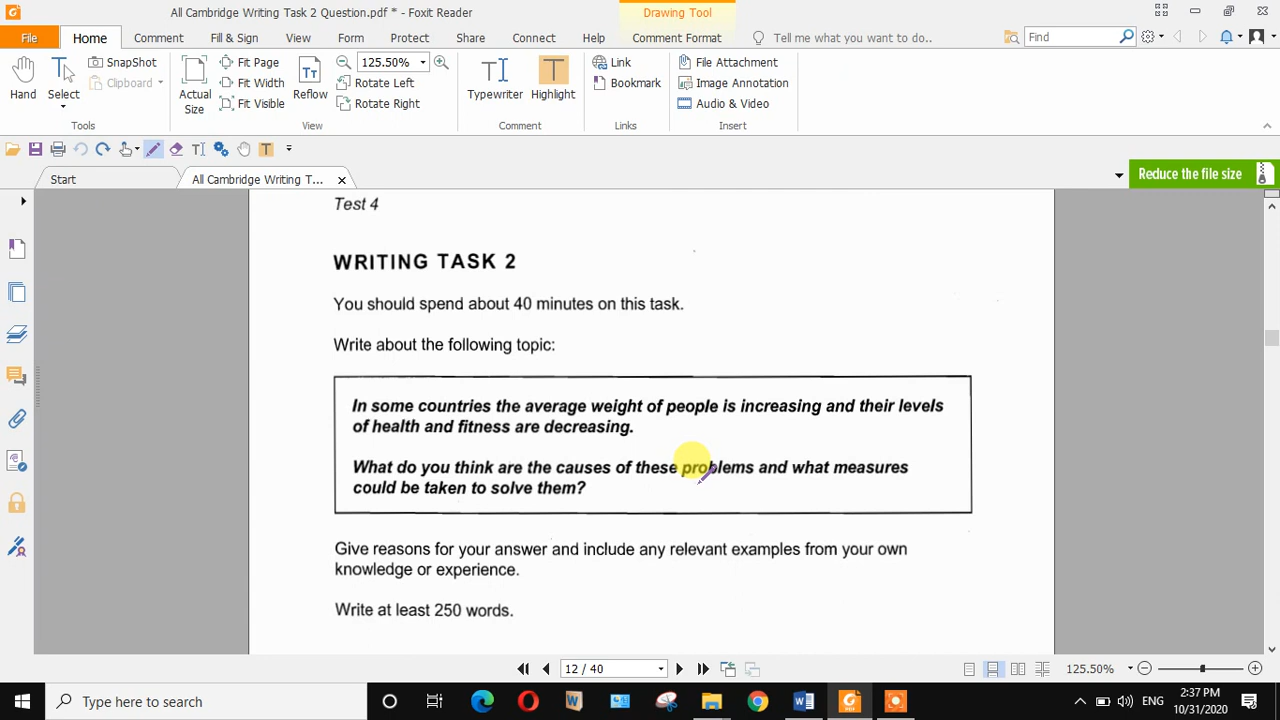 All Cambridge Writing Task 2 Question.pdf * - Foxit Reader
Drawing Tool
File
Home
Comment
Fill & Sign
View
Form
Protect
Share
Connect
Help
Comment Format
Tell me what you want to do..
Find
Hand
Select
SnapShot
Clipboard
Actual Size
Fit Page
Fit Width
Fit Visible
Reflow
125.50%
Rotate Left
Rotate Right
Typewriter
Highlight
Link
Bookmark
File Attachment
Image Annotation
Audio & Video
Tools
View
Comment
Links
Insert
Start
All Cambridge Writing T...
Reduce the file size
Test 4
WRITING TASK 2
You should spend about 40 minutes on this task.
Write about the following topic:
In some countries the average weight of people is increasing and their levels
of health and fitness are decreasing.
What do you think are the causes of these problems and what measures
could be taken to solve them?
Give reasons for your answer and include any relevant examples from your own
knowledge or experience.
Write at least 250 words.
12 / 40
125.50%
Type here to search
ENG
2:37 PM
10/31/2020